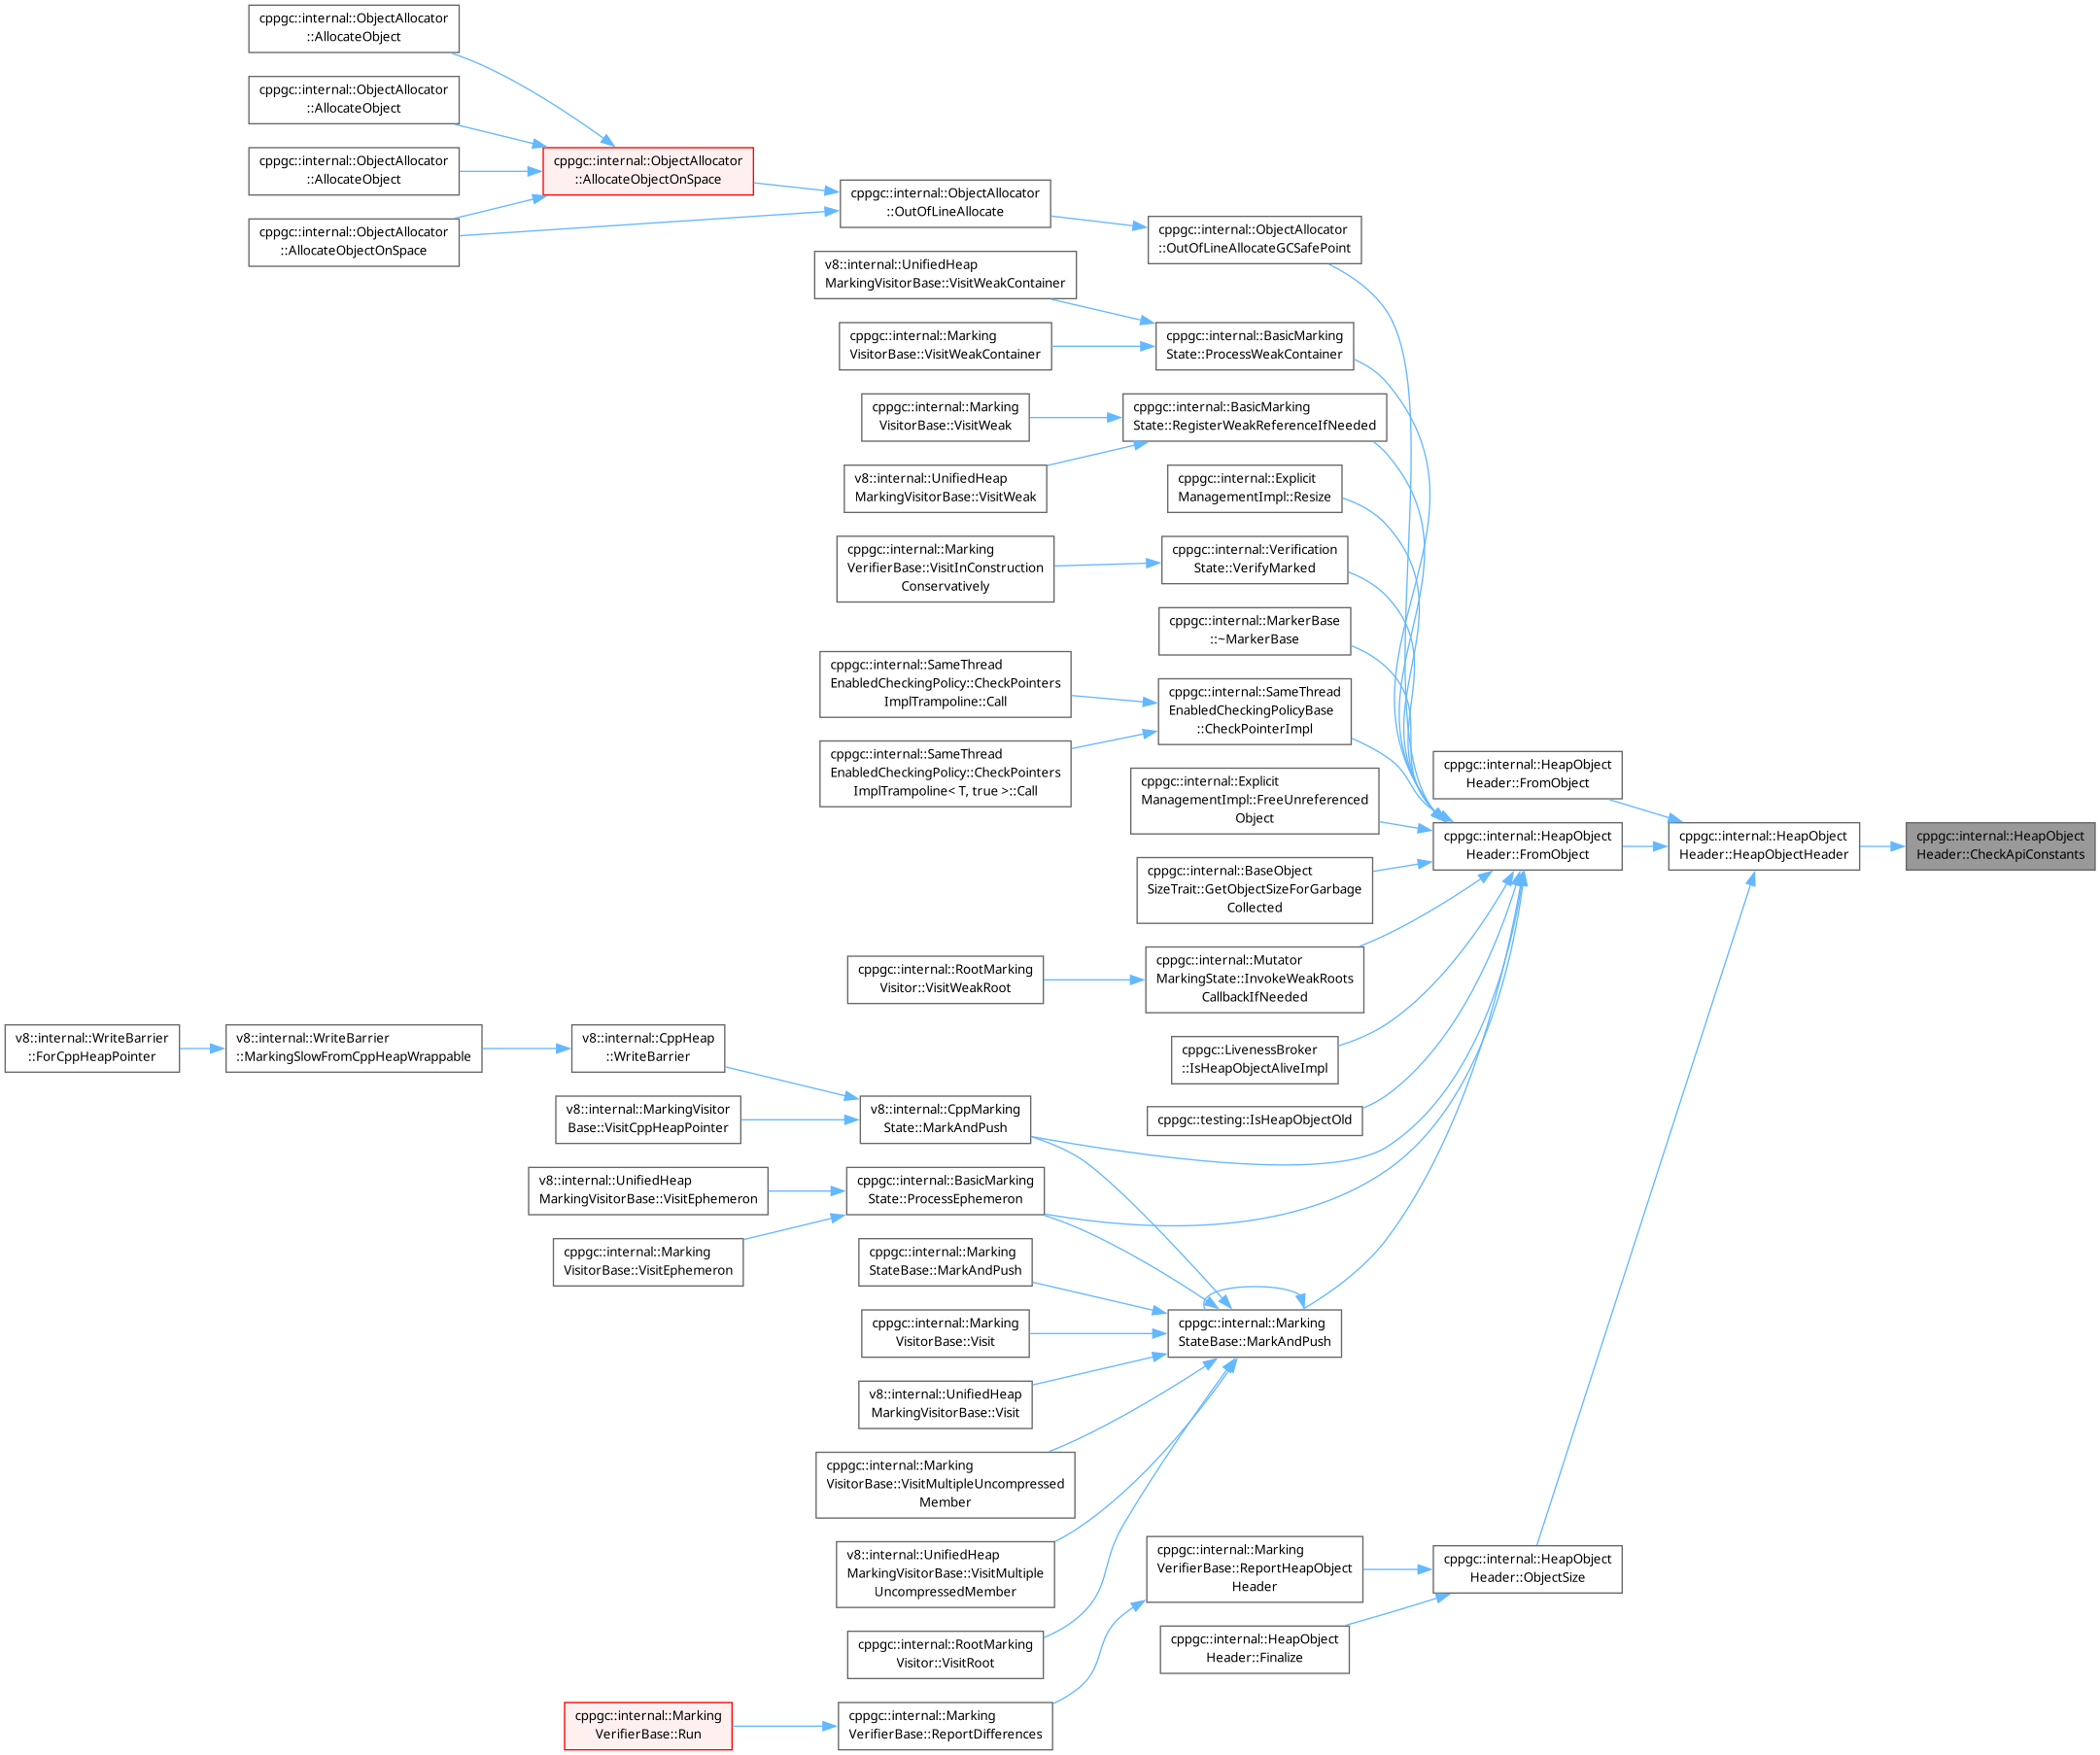 cppgc::internal::ObjectAllocator
::AllocateObject
cppgc::internal::ObjectAllocator
::AllocateObject
cppgc::internal::ObjectAllocator
::AllocateObject
cppgc::internal::ObjectAllocator
::AllocateObjectOnSpace
cppgc::internal::ObjectAllocator
::AllocateObjectOnSpace
cppgc::internal::ObjectAllocator
::OutOfLineAllocate
cppgc::internal::ObjectAllocator
::OutOfLineAllocateGCSafePoint
v8::internal::UnifiedHeap
MarkingVisitorBase::VisitWeakContainer
cppgc::internal::Marking
VisitorBase::VisitWeakContainer
cppgc::internal::BasicMarking
State::ProcessWeakContainer
cppgc::internal::Marking
VisitorBase::VisitWeak
cppgc::internal::BasicMarking
State::RegisterWeakReferenceIfNeeded
v8::internal::UnifiedHeap
MarkingVisitorBase::VisitWeak
cppgc::internal::Explicit
ManagementImpl::Resize
cppgc::internal::Marking
VerifierBase::VisitInConstruction
Conservatively
cppgc::internal::Verification
State::VerifyMarked
cppgc::internal::MarkerBase
::~MarkerBase
cppgc::internal::SameThread
EnabledCheckingPolicy::CheckPointers
ImplTrampoline::Call
cppgc::internal::SameThread
EnabledCheckingPolicyBase
::CheckPointerImpl
cppgc::internal::SameThread
EnabledCheckingPolicy::CheckPointers
ImplTrampoline< T, true >::Call
cppgc::internal::Explicit
ManagementImpl::FreeUnreferenced
Object
cppgc::internal::HeapObject
Header::FromObject
cppgc::internal::HeapObject
Header::FromObject
cppgc::internal::HeapObject
Header::HeapObjectHeader
cppgc::internal::HeapObject
Header::CheckApiConstants
cppgc::internal::BaseObject
SizeTrait::GetObjectSizeForGarbage
Collected
cppgc::internal::RootMarking
Visitor::VisitWeakRoot
cppgc::internal::Mutator
MarkingState::InvokeWeakRoots
CallbackIfNeeded
v8::internal::WriteBarrier
::ForCppHeapPointer
v8::internal::WriteBarrier
::MarkingSlowFromCppHeapWrappable
v8::internal::CppHeap
::WriteBarrier
cppgc::LivenessBroker
::IsHeapObjectAliveImpl
v8::internal::MarkingVisitor
Base::VisitCppHeapPointer
v8::internal::CppMarking
State::MarkAndPush
cppgc::testing::IsHeapObjectOld
v8::internal::UnifiedHeap
MarkingVisitorBase::VisitEphemeron
cppgc::internal::BasicMarking
State::ProcessEphemeron
cppgc::internal::Marking
VisitorBase::VisitEphemeron
cppgc::internal::Marking
StateBase::MarkAndPush
cppgc::internal::Marking
VisitorBase::Visit
cppgc::internal::Marking
StateBase::MarkAndPush
v8::internal::UnifiedHeap
MarkingVisitorBase::Visit
cppgc::internal::Marking
VisitorBase::VisitMultipleUncompressed
Member
v8::internal::UnifiedHeap
MarkingVisitorBase::VisitMultiple
UncompressedMember
cppgc::internal::Marking
VerifierBase::ReportHeapObject
Header
cppgc::internal::HeapObject
Header::ObjectSize
cppgc::internal::RootMarking
Visitor::VisitRoot
cppgc::internal::HeapObject
Header::Finalize
cppgc::internal::Marking
VerifierBase::Run
cppgc::internal::Marking
VerifierBase::ReportDifferences